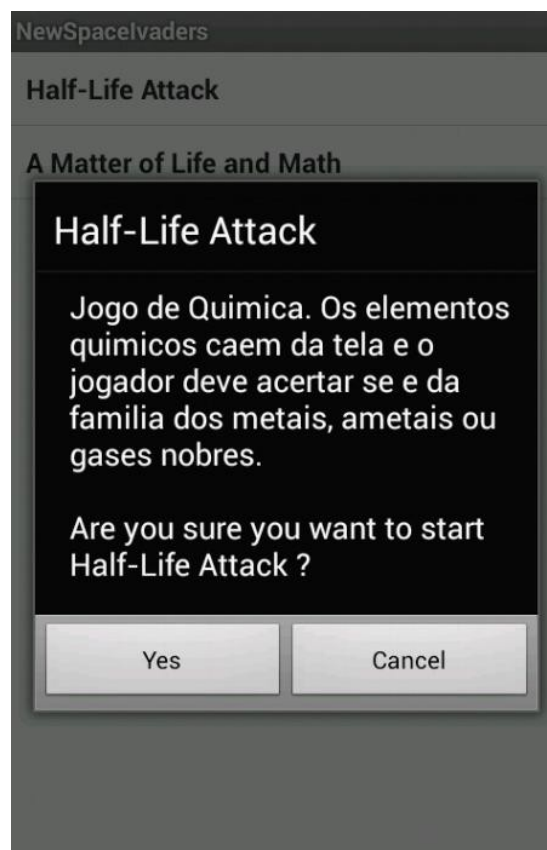 NewSpaceIvaders
Half-Life Attack
A Matter of Life and Math
Half-Life Attack
Jogo de Quimica. Os elementos
quimicos caem da tela e o
jogador deve acertar se e da
familia dos metais, ametais ou
gases nobres.
Are you sure you want to start
Half-Life Attack ?
Yes
Cancel